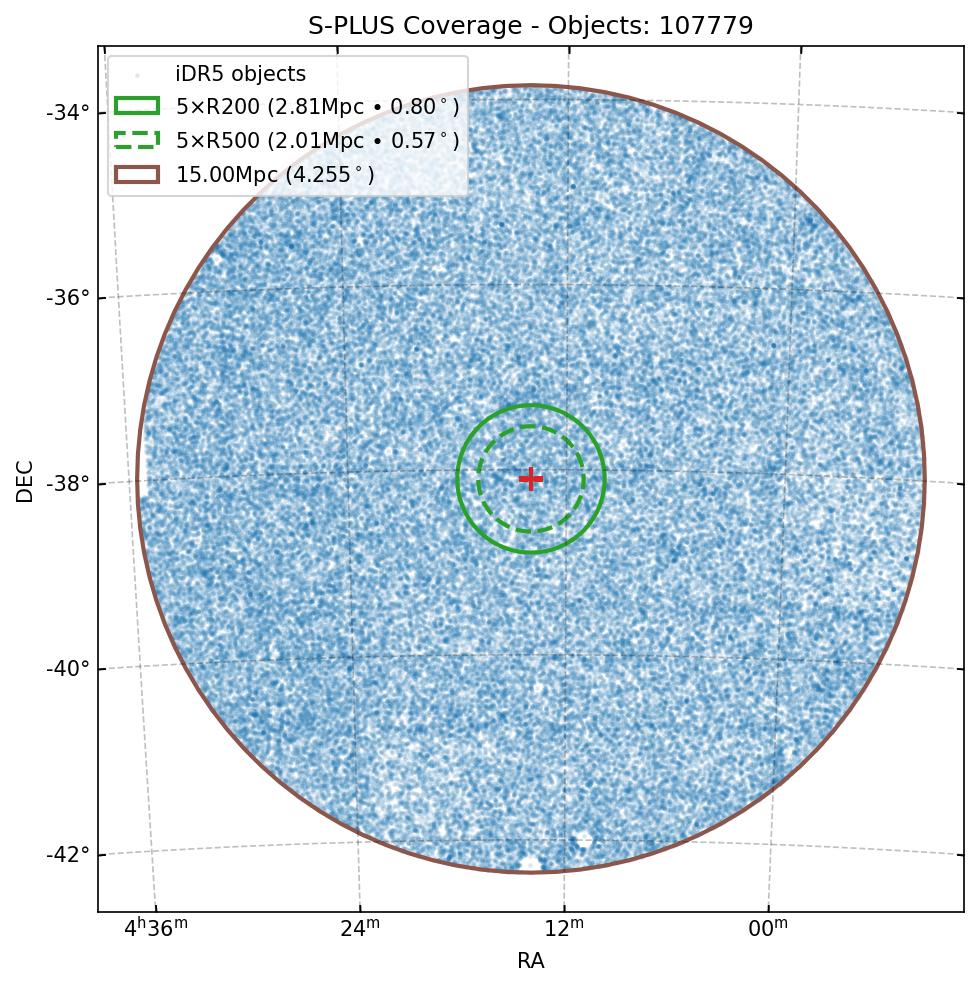 S-PLUS Coverage - Objects: 107779
iDR5 objects
5×R200 (2.81Mpc • 0.80°)
5×R500 (2.01Mpc • 0.57°)
15.00Mpc (4.255°)
-34°
-36°
-38°
-40°
-42°
DEC
4ʰ36ᵐ
24ᵐ
12ᵐ
00ᵐ
RA